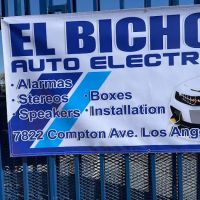 EL BICHO
AUTO ELECTR
· Alarmas
· Stereos · Boxes
· Speakers · Installation
7822 Compton Ave. Los Ang